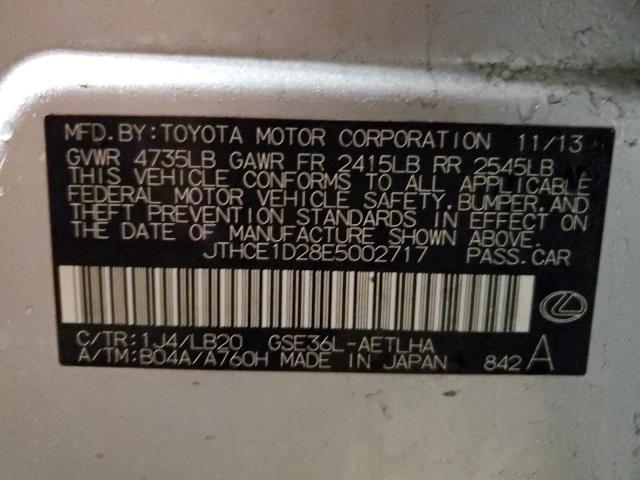 MFD. BY: TOYOTA MOTOR CORPORATION 11/13
GVWR 4735LB GAWR FR 2415LB RR 2545LB
THIS VEHICLE CONFORMS TO ALL APPLICABLE
FEDERAL MOTOR VEHICLE SAFETY, BUMPER, AND
THEFT PREVENTION STANDARDS IN EFFECT ON
THE DATE OF MANUFACTURE SHOWN ABOVE.
JTHCE1D28E5002717 PASS. CAR
C/TR: 1J4/LB20 GSE36L-AETLHA
A/TM: B04A/A760H MADE IN JAPAN 842 A